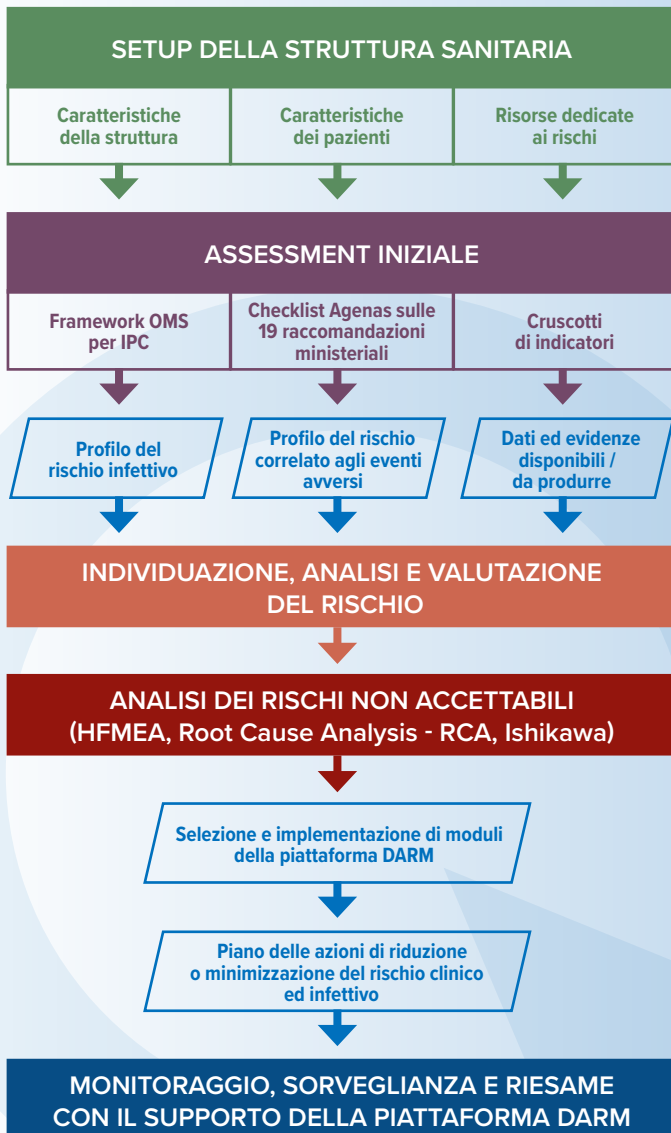 SETUP DELLA STRUTTURA SANITARIA
Caratteristiche
della struttura
Caratteristiche
dei pazienti
Risorse dedicate
ai rischi
ASSESSMENT INIZIALE
Framework OMS
per IPC
Checklist Agenas sulle
19 raccomandazioni
ministeriali
Cruscotti
di indicatori
Profilo del
rischio infettivo
Profilo del rischio
correlato agli eventi
avversi
Dati ed evidenze
disponibili /
da produrre
INDIVIDUAZIONE, ANALISI E VALUTAZIONE
DEL RISCHIO
ANALISI DEI RISCHI NON ACCETTABILI
(HFMEA, Root Cause Analysis - RCA, Ishikawa)
Selezione e implementazione di moduli
della piattaforma DARM
Piano delle azioni di riduzione
o minimizzazione del rischio clinico
ed infettivo
MONITORAGGIO, SORVEGLIANZA E RIESAME
CON IL SUPPORTO DELLA PIATTAFORMA DARM